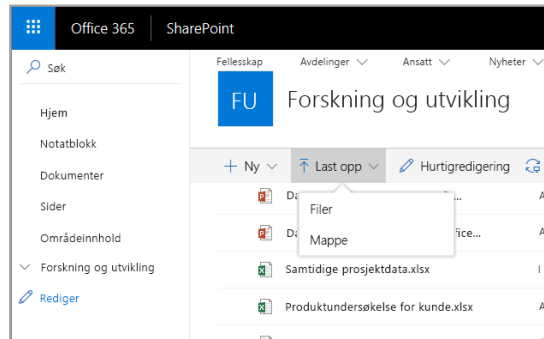 Office 365 SharePoint
Søk
Fellesskap Avdelinger Ansatt Nyheter
FU Forskning og utvikling
Hjem
Notatblokk
Dokumenter
Sider
Områdeinnhold
Forskning og utvikling
Rediger
Ny Last opp Hurtigredigering
Filer
Mappe
Samtidige prosjektdata.xlsx
Produktundersøkelse for kunde.xlsx